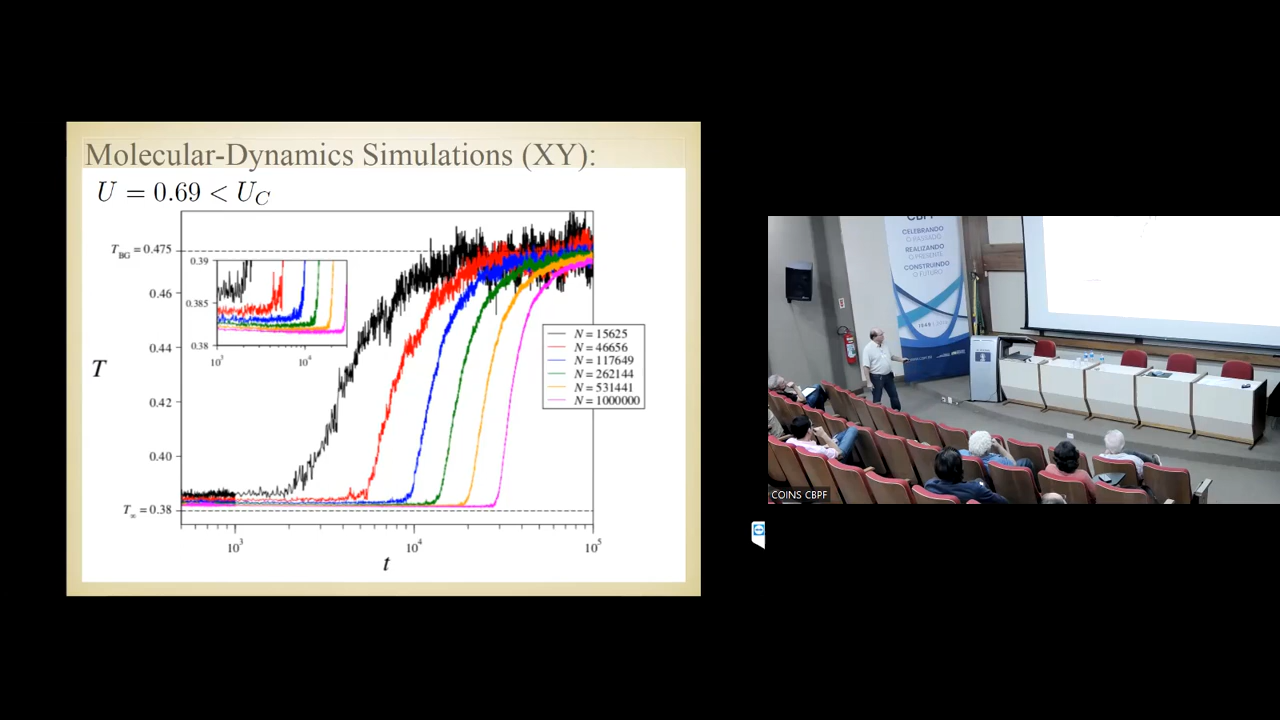 Molecular-Dynamics Simulations (XY):
U = 0.69 < U_C
T_BG = 0.475
0.46
0.44
0.42
0.40
T_∞ = 0.38
T
0.39
0.385
0.38
10^3
10^4
N = 15625
N = 46656
N = 117649
N = 262144
N = 531441
N = 1000000
10^3
10^4
10^5
t
CELEBRANDO
O PASSADO
REALIZANDO
O PRESENTE
CONSTRUINDO
O FUTURO
COINS CBPF